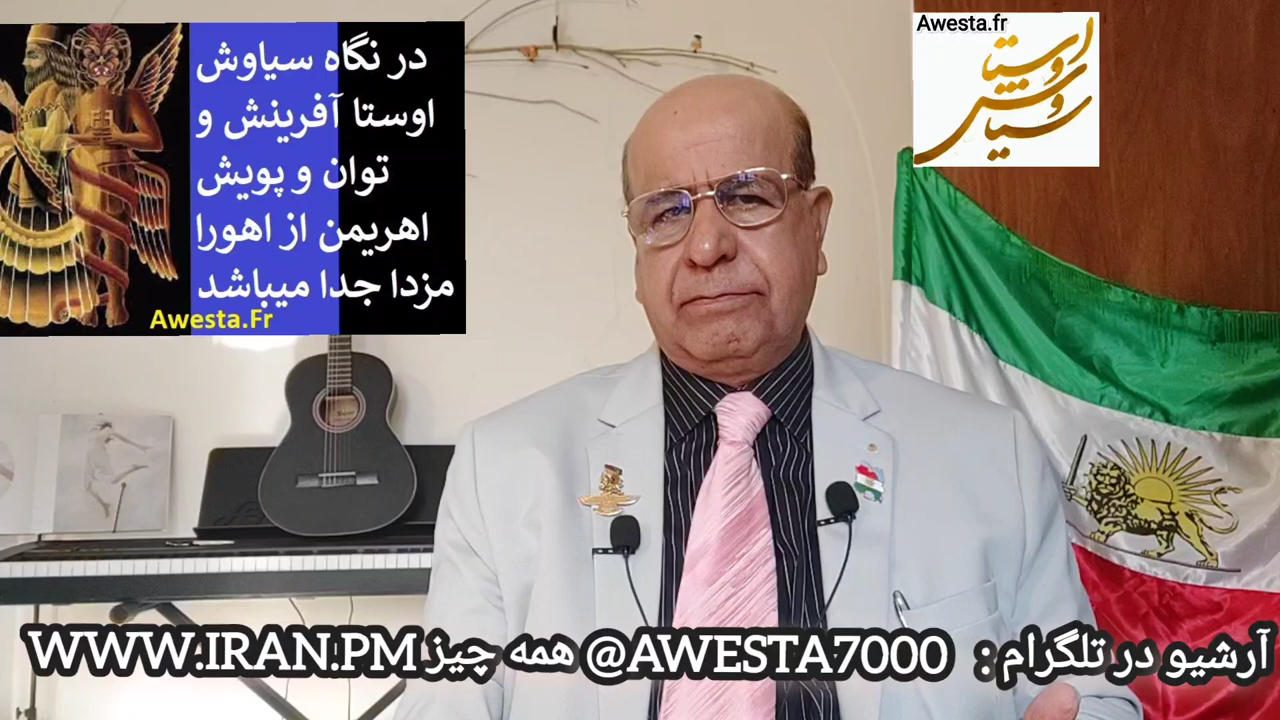 در نگاه سیاوش
اوستا آفرینش و
توان و پویش
اهریمن از اهورا
مزدا جدا میباشد
Awesta.Fr
Awesta.fr
اوستا
و
سیاوش
آرشیو در تلگرام : AWESTA7000@ همه چیز WWW.IRAN.PM